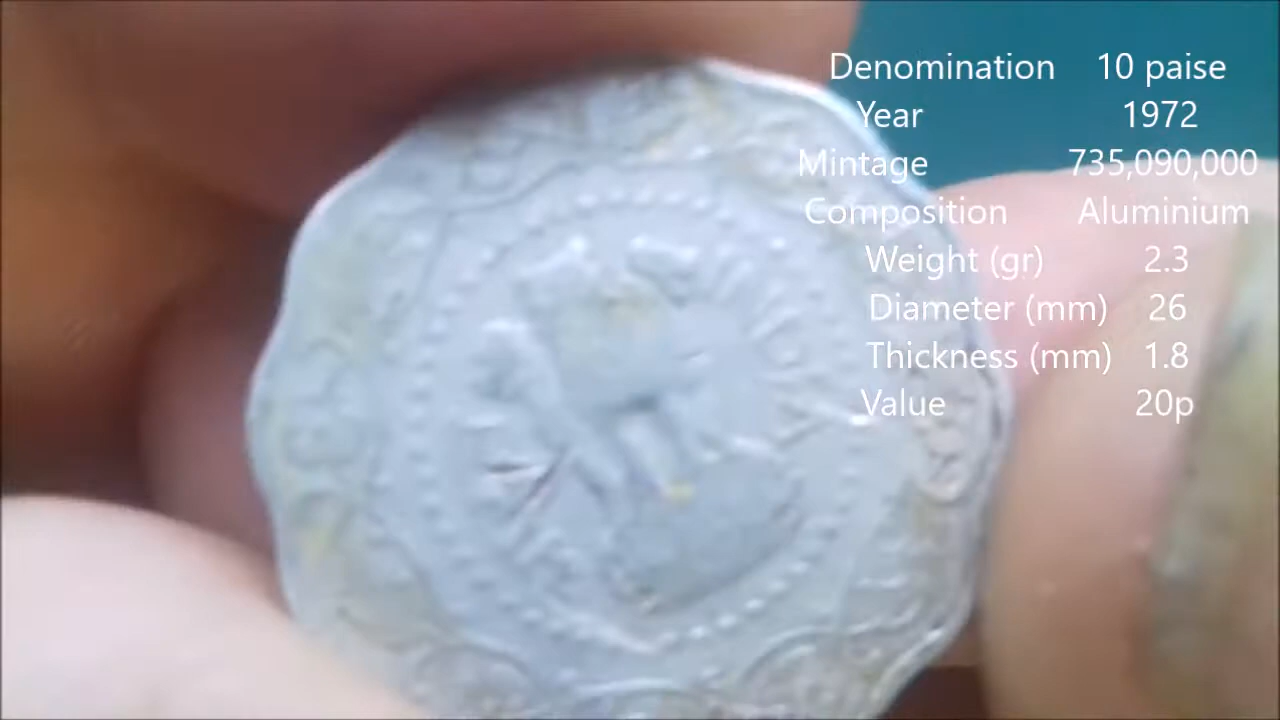 Denomination 10 paise
Year 1972
Mintage 735,090,000
Composition Aluminium
Weight (gr) 2.3
Diameter (mm) 26
Thickness (mm) 1.8
Value 20p